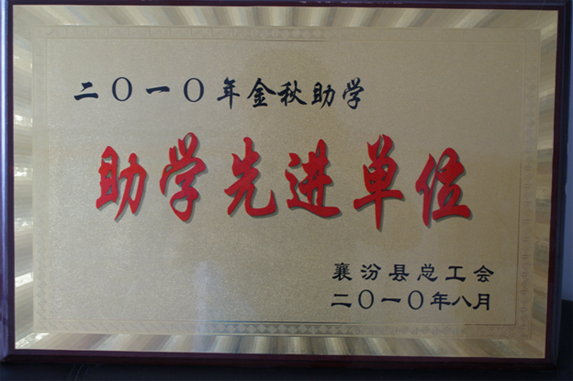 二〇一〇年金秋助学
助学先进单位
襄汾县总工会
二〇一〇年八月